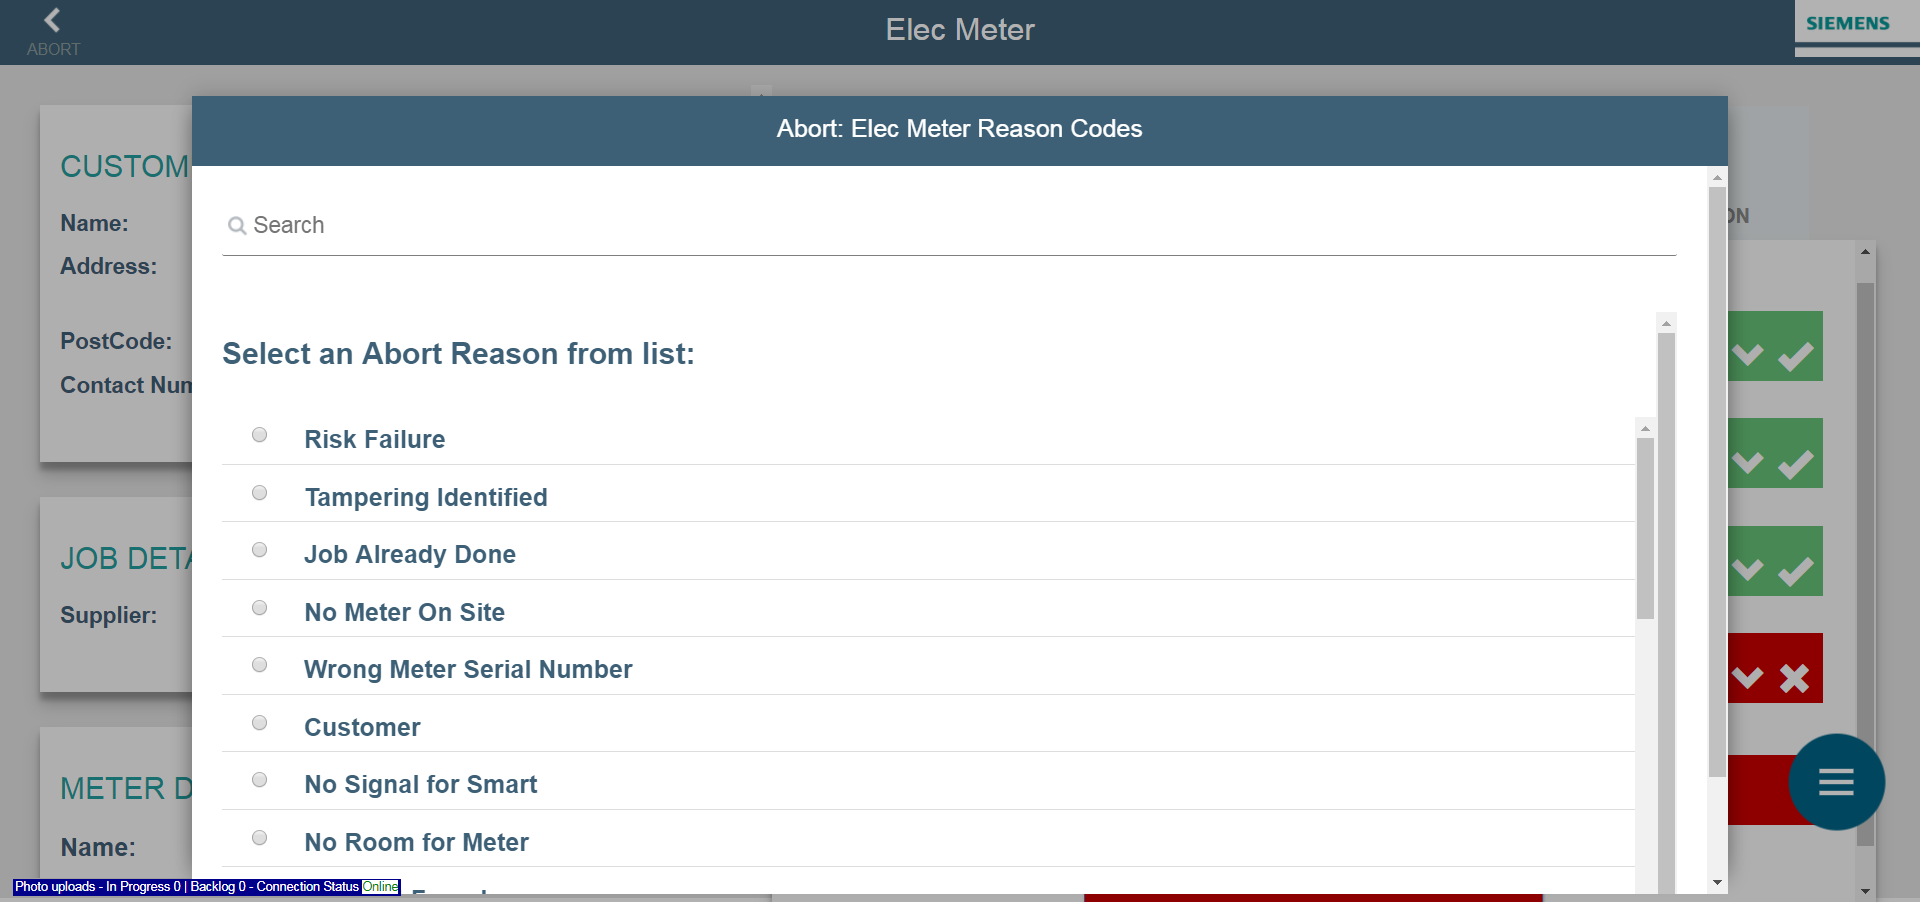 ABORT
Elec Meter
SIEMENS
Abort: Elec Meter Reason Codes
CUSTOM
Name:
Address:
PostCode:
Contact Num
JOB DETA
Supplier:
METER D
Name:
Search
Select an Abort Reason from list:
Risk Failure
Tampering Identified
Job Already Done
No Meter On Site
Wrong Meter Serial Number
Customer
No Signal for Smart
No Room for Meter
ON
Photo uploads - In Progress 0 | Backlog 0 - Connection Status Online